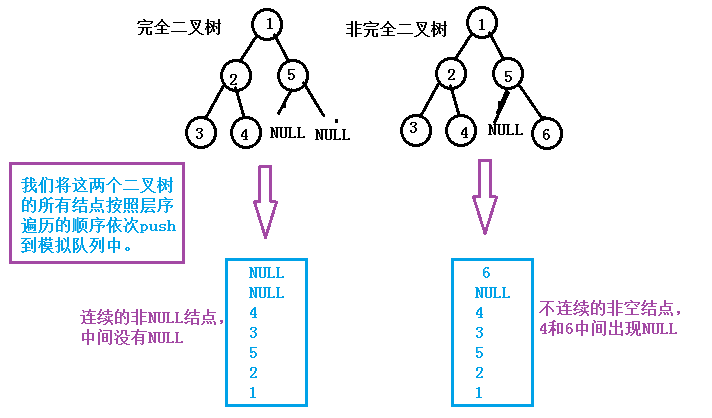 完全二叉树
1
2
5
3
4
NULL
NULL
非完全二叉树
1
2
5
3
4
NULL
6
我们将这两个二叉树
的所有结点按照层序
遍历的顺序依次push
到模拟队列中。
连续的非NULL结点，
中间没有NULL
NULL
NULL
4
3
5
2
1
6
NULL
4
3
5
2
1
不连续的非空结点，
4和6中间出现NULL